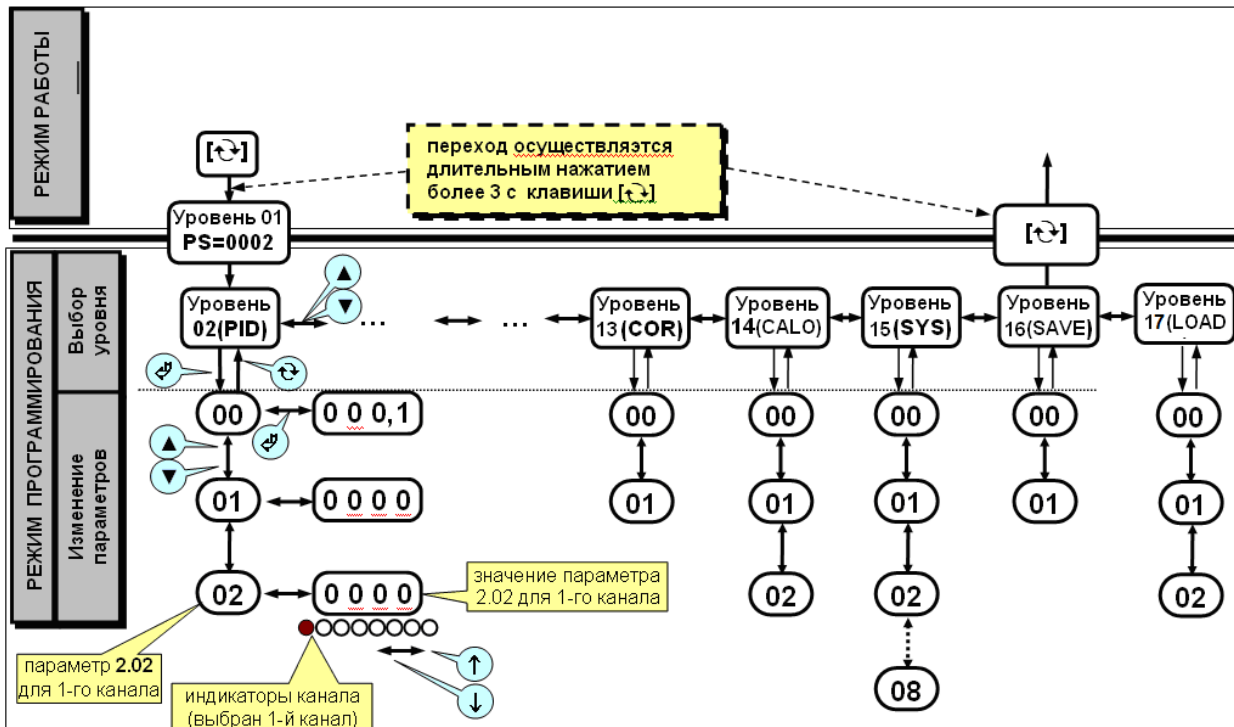 РЕЖИМ РАБОТЫ
[🗘]
переход осуществляэтся
длительным нажатием
более 3 с клавиши [🗘]
Уровень 01
PS=0002
[🗘]
РЕЖИМ ПРОГРАММИРОВАНИЯ
Выбор
уровня
Изменение
параметров
Уровень
02(PID)
▲
▼
...
...
Уровень
13(COR)
Уровень
14(CALO)
Уровень
15(SYS)
Уровень
16(SAVE)
Уровень
17(LOAD
00
0 0 0,1
00
00
00
00
00
▲
▼
01
0 0 0 0
01
01
01
01
01
02
0 0 0 0
значение параметра
2.02 для 1-го канала
02
02
02
параметр 2.02
для 1-го канала
индикаторы канала
(выбран 1-й канал)
↑
↓
08